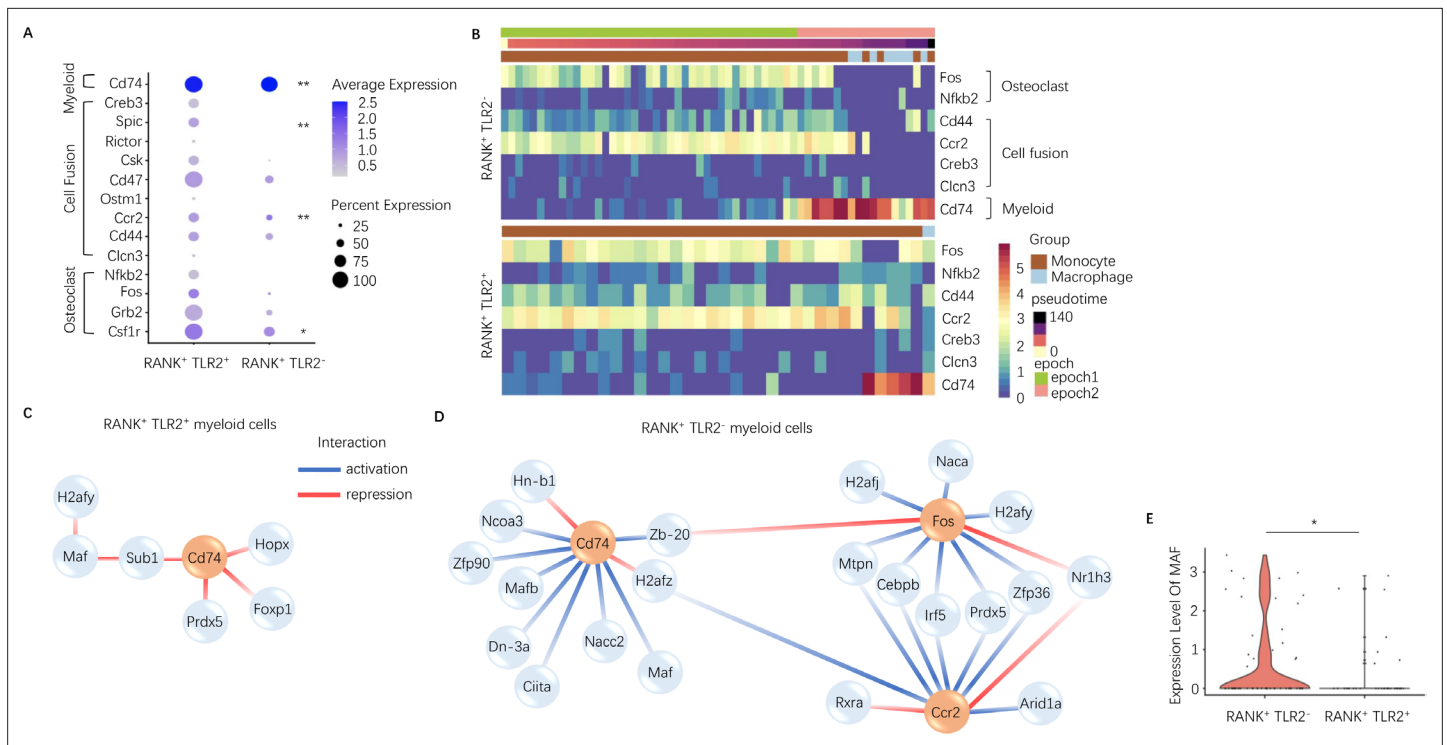 A
Myeloid
Cell Fusion
Osteoclast
Cd74
Creb3
Spic
Rictor
Csk
Cd47
Ostm1
Ccr2
Cd44
Clcn3
Nfkb2
Fos
Grb2
Csf1r
**
**
**
*
RANK⁺ TLR2⁺
RANK⁺ TLR2⁻
Average Expression
2.5
2.0
1.5
1.0
0.5
Percent Expression
25
50
75
100
B
RANK⁺ TLR2⁻
Fos
Nfkb2
Cd44
Ccr2
Creb3
Clcn3
Cd74
Osteoclast
Cell fusion
Myeloid
RANK⁺ TLR2⁺
Fos
Nfkb2
Cd44
Ccr2
Creb3
Clcn3
Cd74
5
4
3
2
1
0
Group
Monocyte
Macrophage
pseudotime
140
0
epoch
epoch1
epoch2
C
RANK⁺ TLR2⁺ myeloid cells
Interaction
activation
repression
H2afy
Maf
Sub1
Cd74
Hopx
Prdx5
Foxp1
D
RANK⁺ TLR2⁻ myeloid cells
Hn-b1
Ncoa3
Cd74
Zb-20
Zfp90
Mafb
H2afz
Dn-3a
Nacc2
Ciita
Maf
Naca
H2afj
Fos
H2afy
Mtpn
Cebpb
Irf5
Prdx5
Zfp36
Nr1h3
Rxra
Ccr2
Arid1a
E
*
Expression Level Of MAF
3
2
1
0
RANK⁺ TLR2⁻
RANK⁺ TLR2⁺